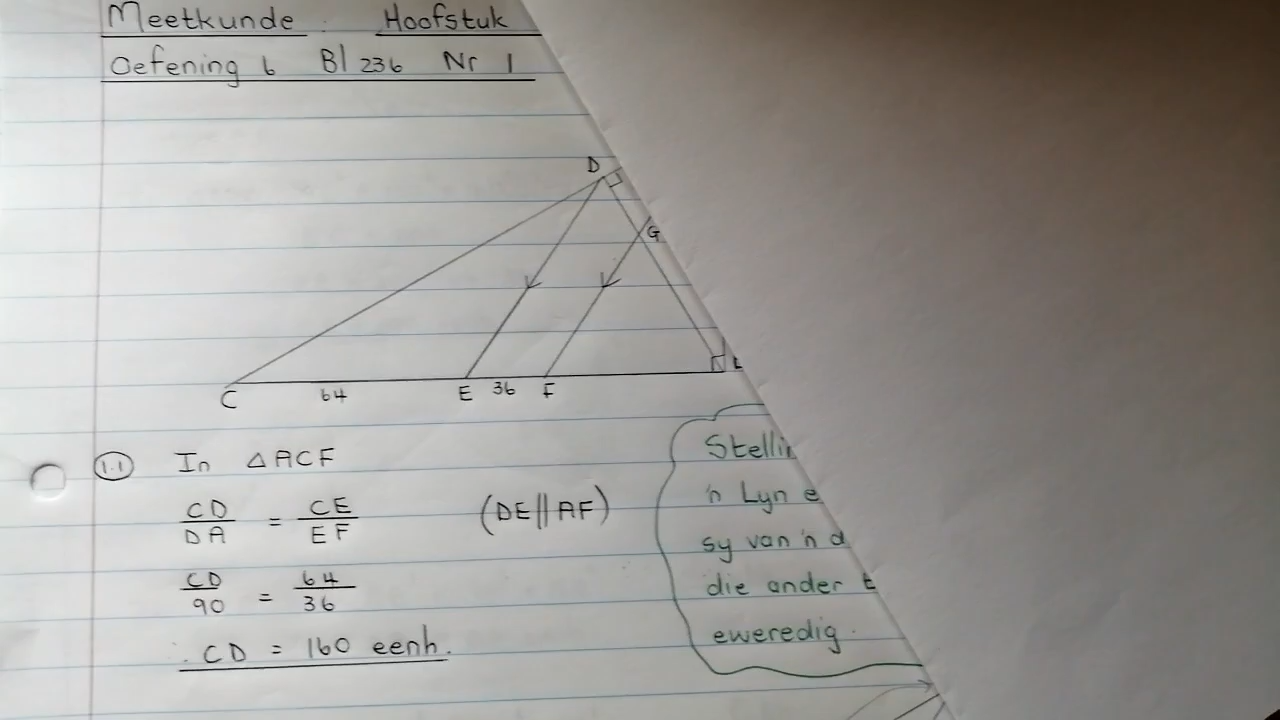 Meetkunde. Hoofstuk
Oefening 6 Bl 236 Nr 1
D
G
C 64 E 36 F
1.1 In △ACF
CD/DA = CE/EF (DE||AF)
CD/90 = 64/36
. CD = 160 eenh.
'n Lyn
sy van 'n
die ander
eweredig.